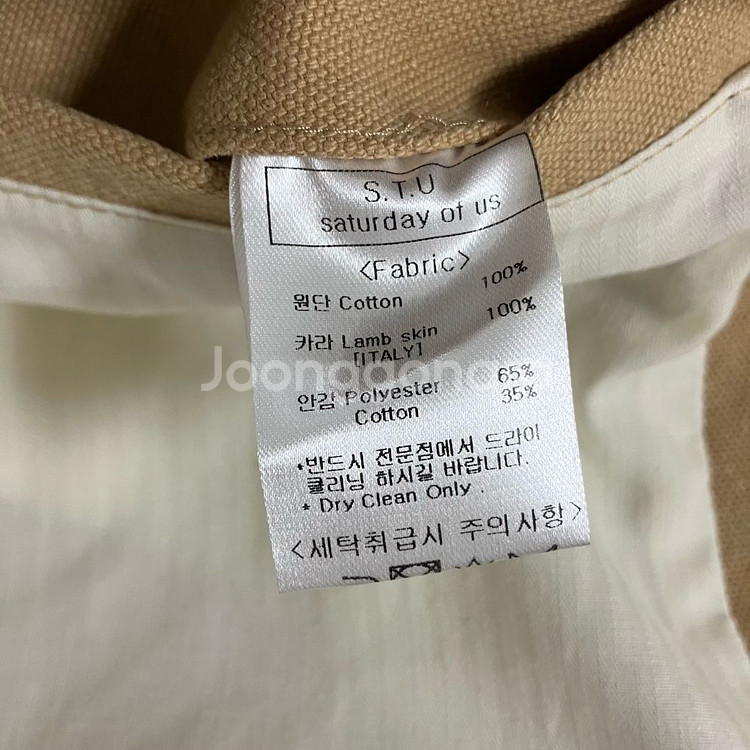 S.T.U
saturday of us
<Fabric>
원단 Cotton 100%
카라 Lamb skin 100%
[ITALY]
안감 Polyester 65%
Cotton 35%
*반드시 전문점에서 드라이
클리닝 하시길 바랍니다.
* Dry Clean Only .
<세탁취급시 주의사항>